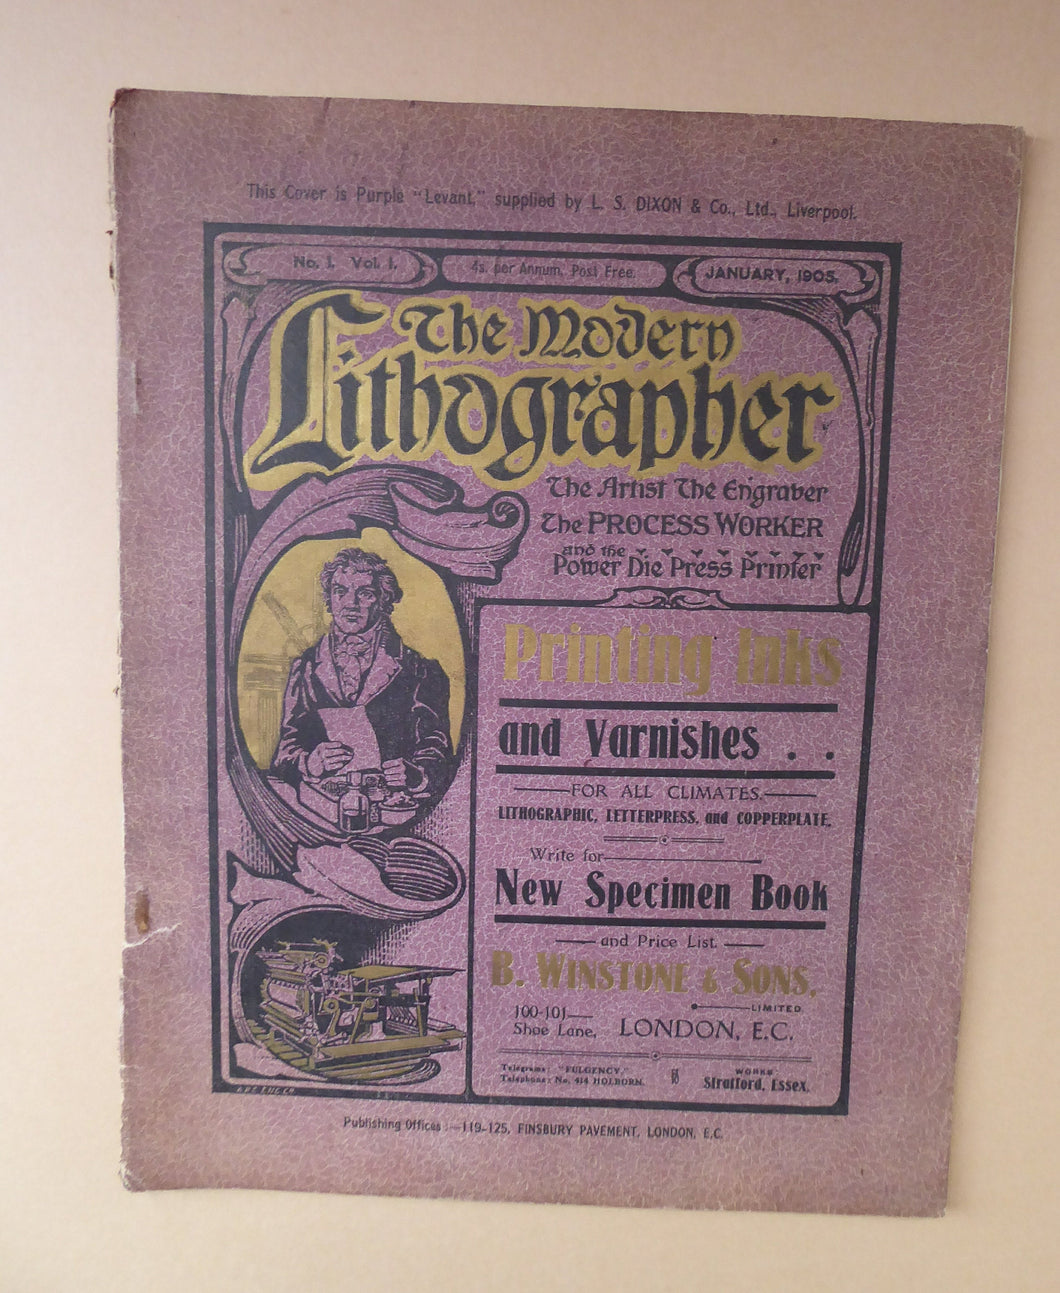 This Cover is Purple "Levant," supplied by L. S. DIXON & Co., Ltd., Liverpool.
No. 1. Vol. 1. 4s. per Annum, Post Free. JANUARY, 1905.
The Modern
Lithographer
The Artist The Engraver
The PROCESS WORKER
and the
Power Die Press Printer
Printing Inks
and Varnishes . .
FOR ALL CLIMATES.
LITHOGRAPHIC, LETTERPRESS, and COPPERPLATE.
Write for
New Specimen Book
and Price List.
B. WINSTONE & SONS,
LIMITED
100-101
Shoe Lane, LONDON, E.C.
Telegrams: "FULGENCY."
Telephone: No. 414 HOLBORN.
WORKS
Stratford, Essex.
Publishing Offices:—119-125, FINSBURY PAVEMENT, LONDON, E.C.